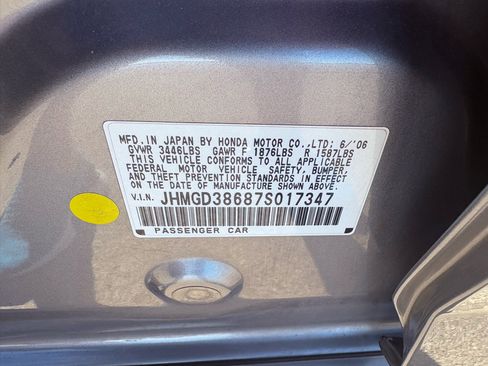 MFD. IN JAPAN BY HONDA MOTOR CO., LTD; 6/'06
GVWR 3446LBS GAWR F 1876LBS R 1587LBS
THIS VEHICLE CONFORMS TO ALL APPLICABLE
FEDERAL MOTOR VEHICLE SAFETY, BUMPER,
AND THEFT PREVENTION STANDARDS IN EFFECT
ON THE DATE OF MANUFACTURE SHOWN ABOVE.
V.I.N. JHMGD38687S017347
PASSENGER CAR